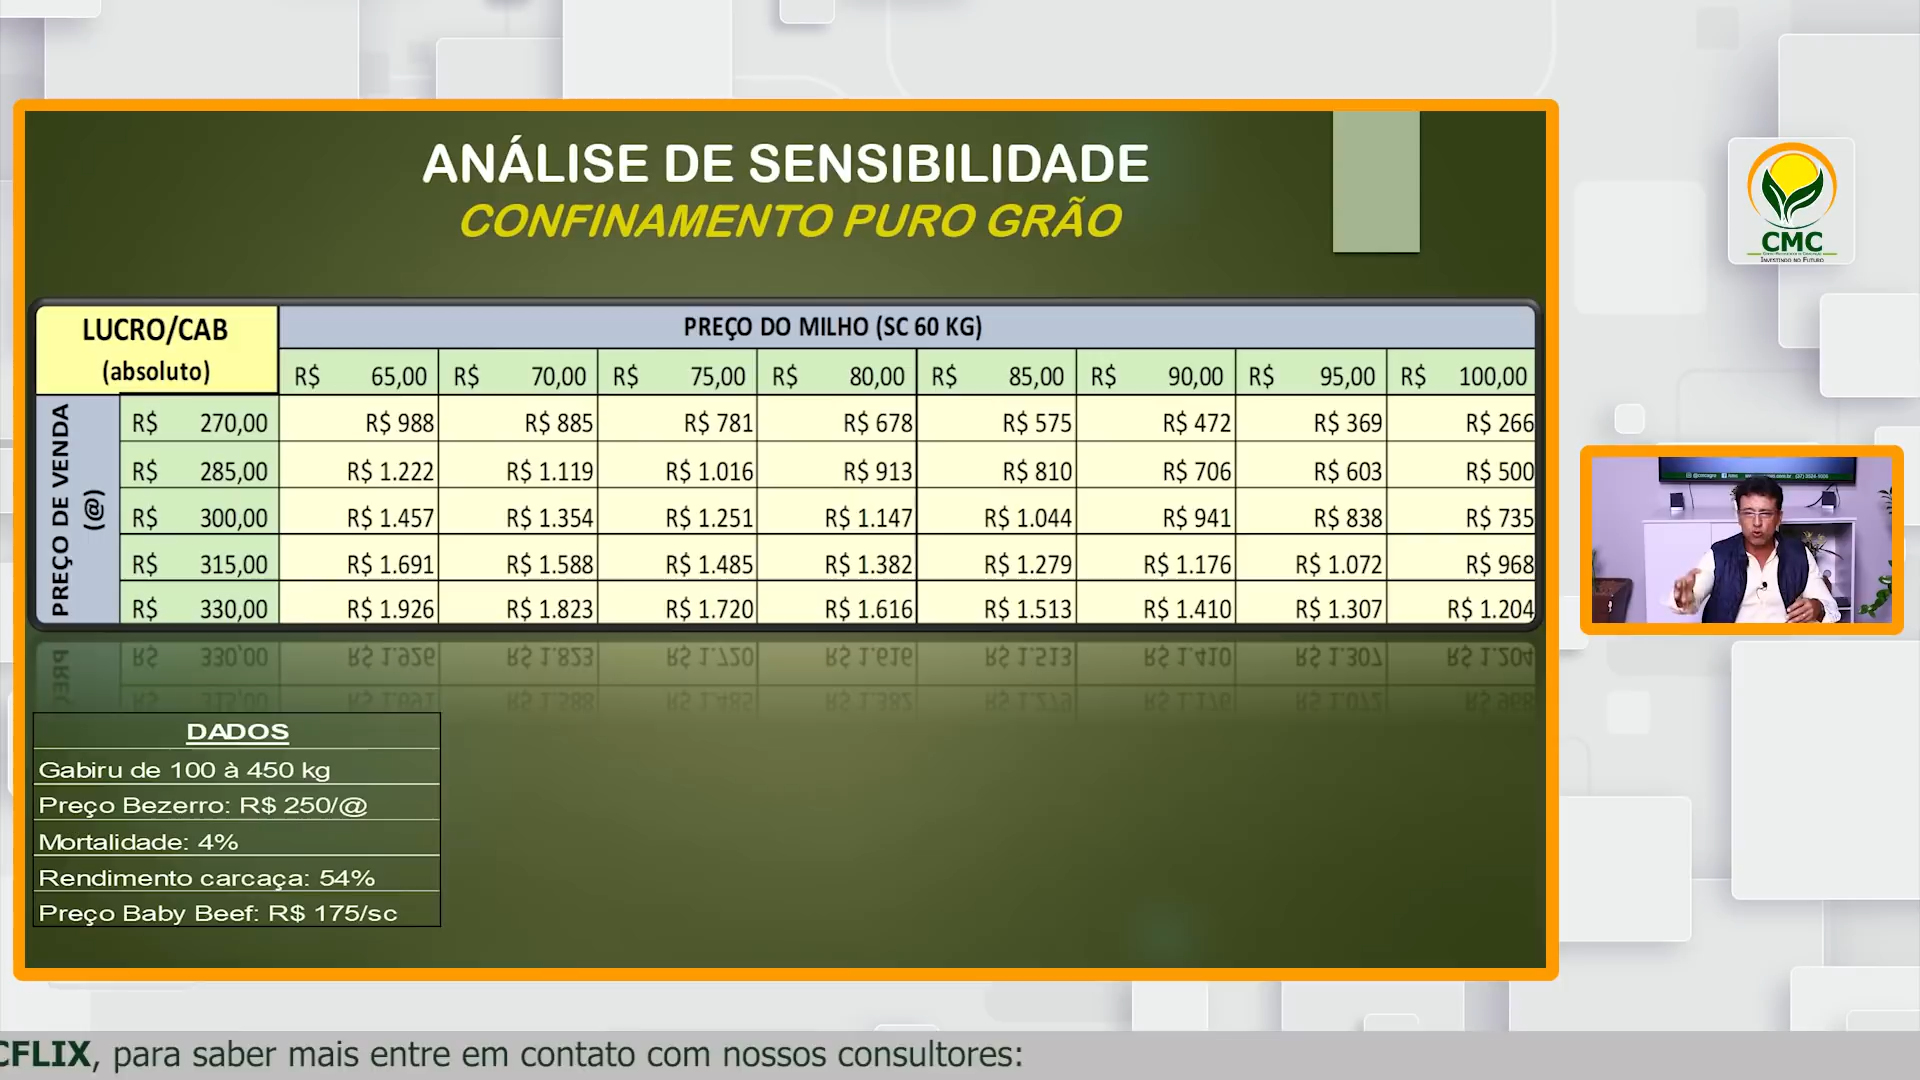 ANÁLISE DE SENSIBILIDADE
CONFINAMENTO PURO GRÃO
CMC
INVESTINDO NO FUTURO
LUCRO/CAB
(absoluto)
PREÇO DO MILHO (SC 60 KG)
R$ 65,00 R$ 70,00 R$ 75,00 R$ 80,00 R$ 85,00 R$ 90,00 R$ 95,00 R$ 100,00
PREÇO DE VENDA
(@)
R$ 270,00 R$ 988 R$ 885 R$ 781 R$ 678 R$ 575 R$ 472 R$ 369 R$ 266
R$ 285,00 R$ 1.222 R$ 1.119 R$ 1.016 R$ 913 R$ 810 R$ 706 R$ 603 R$ 500
R$ 300,00 R$ 1.457 R$ 1.354 R$ 1.251 R$ 1.147 R$ 1.044 R$ 941 R$ 838 R$ 735
R$ 315,00 R$ 1.691 R$ 1.588 R$ 1.485 R$ 1.382 R$ 1.279 R$ 1.176 R$ 1.072 R$ 968
R$ 330,00 R$ 1.926 R$ 1.823 R$ 1.720 R$ 1.616 R$ 1.513 R$ 1.410 R$ 1.307 R$ 1.204
DADOS
Gabiru de 100 à 450 kg
Preço Bezerro: R$ 250/@
Mortalidade: 4%
Rendimento carcaça: 54%
Preço Baby Beef: R$ 175/sc
CFLIX, para saber mais entre em contato com nossos consultores: